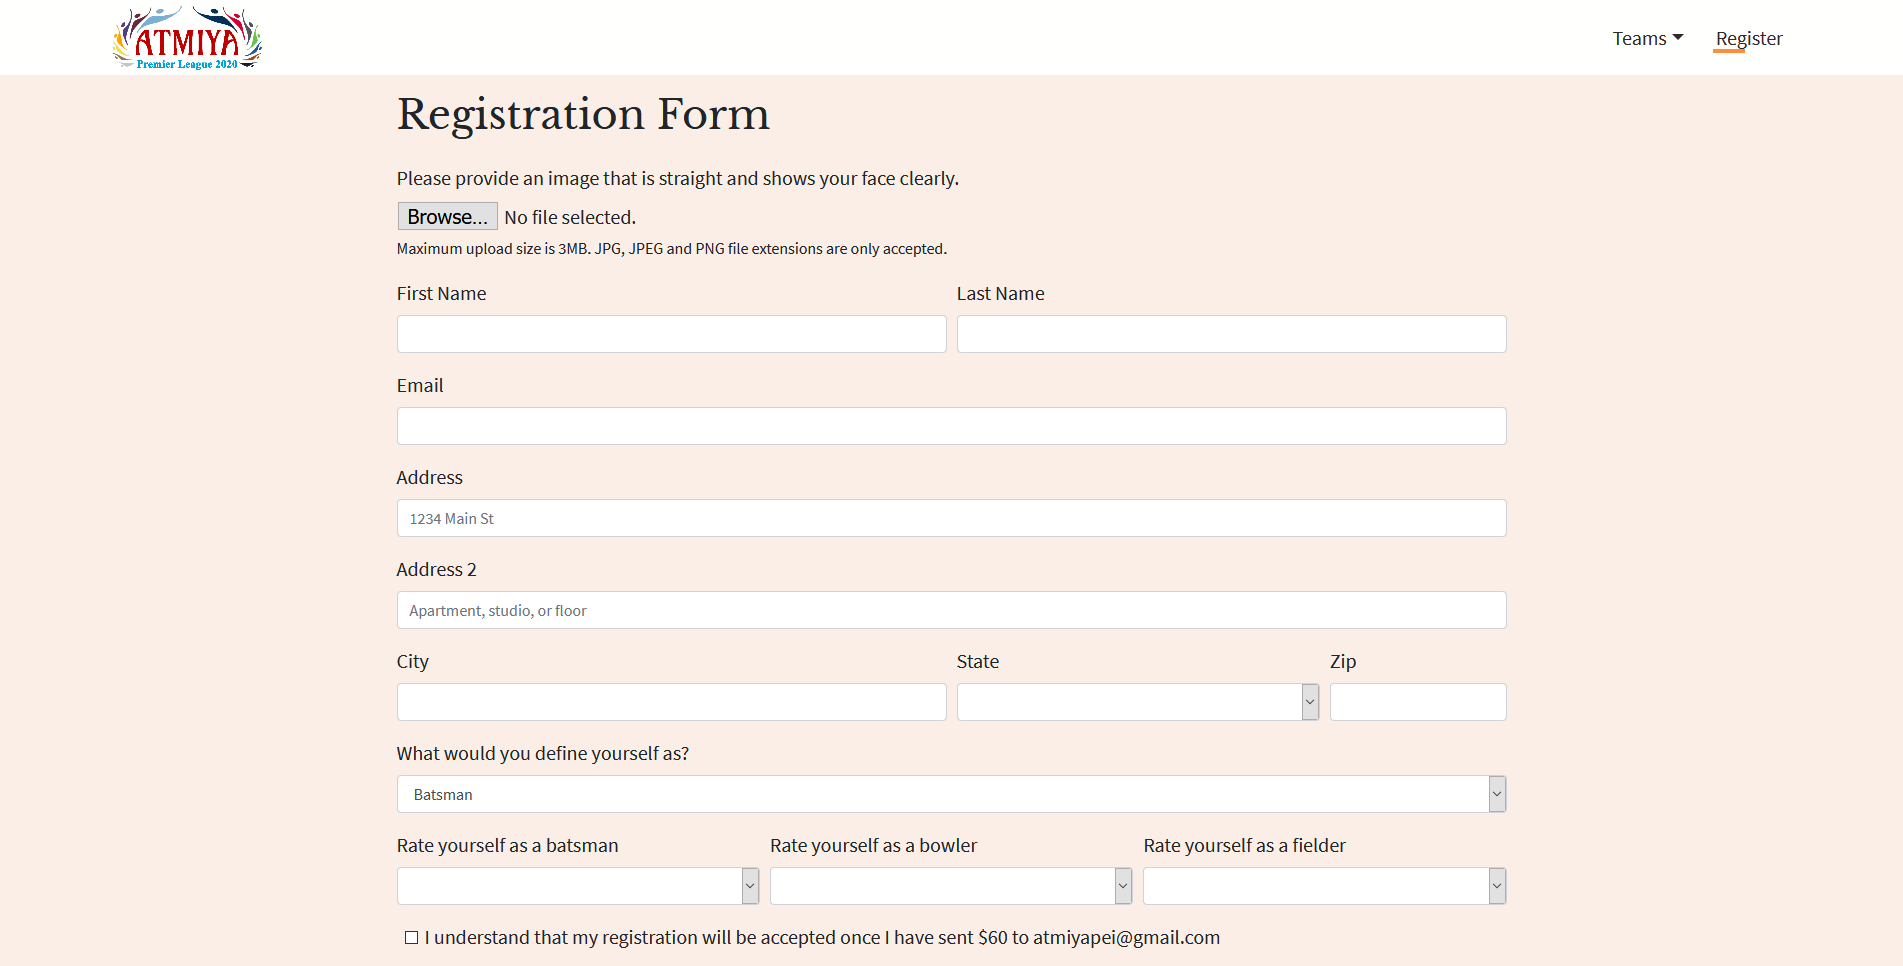 ATMIYA
Premier League 2020
Teams Register
Registration Form
Please provide an image that is straight and shows your face clearly.
Browse... No file selected.
Maximum upload size is 3MB. JPG, JPEG and PNG file extensions are only accepted.
First Name Last Name
Email
Address
1234 Main St
Address 2
Apartment, studio, or floor
City State Zip
What would you define yourself as?
Batsman
Rate yourself as a batsman Rate yourself as a bowler Rate yourself as a fielder
I understand that my registration will be accepted once I have sent $60 to atmiyapei@gmail.com